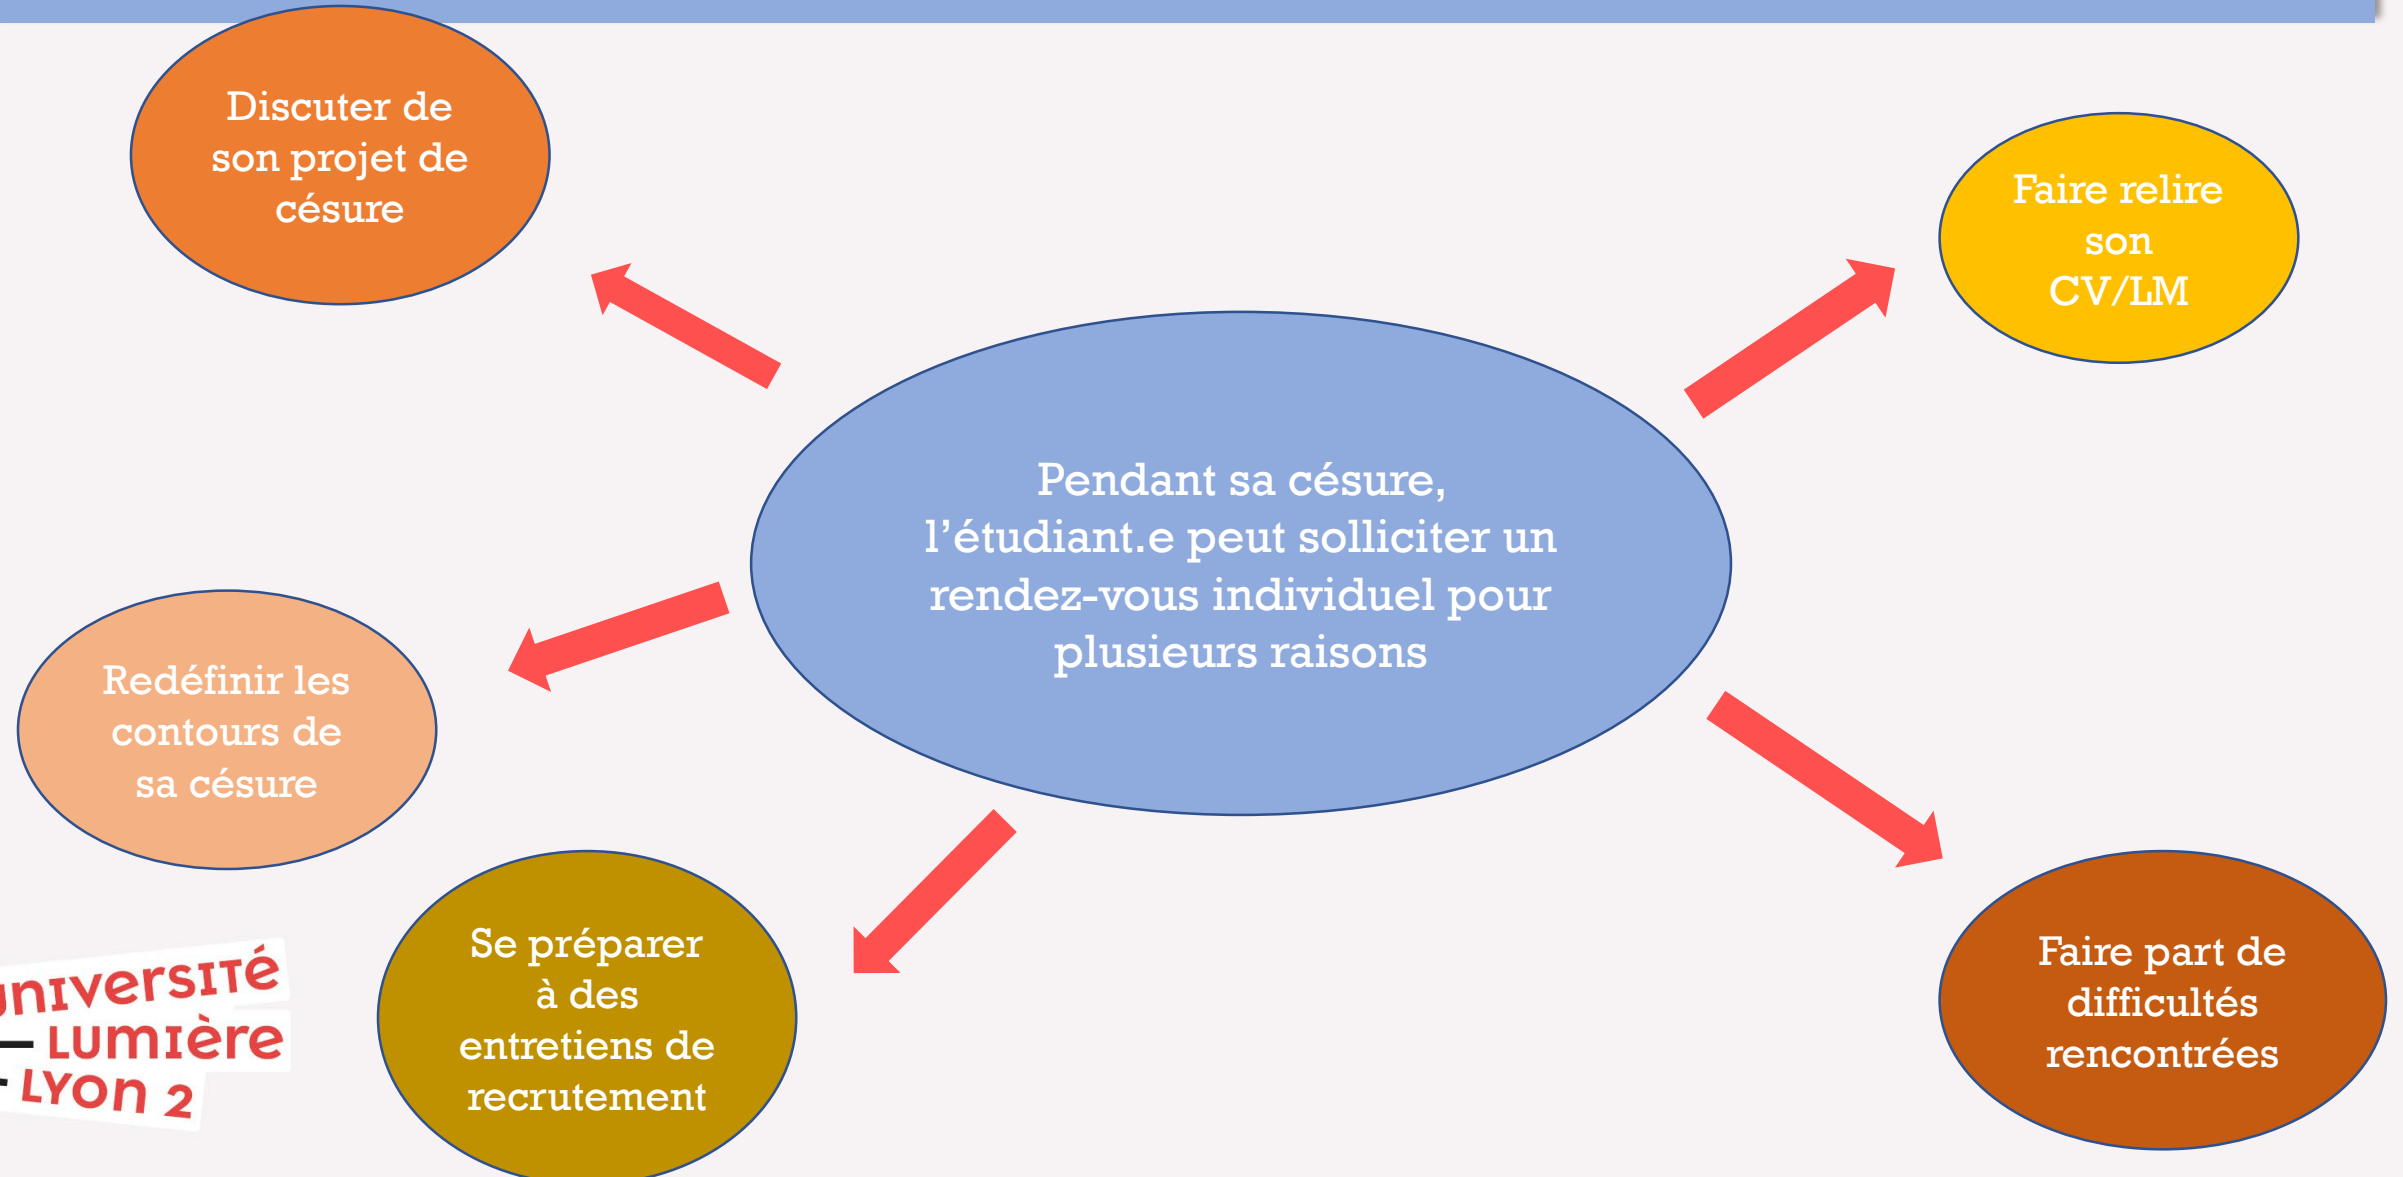 Discuter de
son projet de
césure
Faire relire
son
CV/LM
Pendant sa césure,
l’étudiant.e peut solliciter un
rendez-vous individuel pour
plusieurs raisons
Redéfinir les
contours de
sa césure
Se préparer
à des
entretiens de
recrutement
Faire part de
difficultés
rencontrées
université
LUMIère
LYon 2